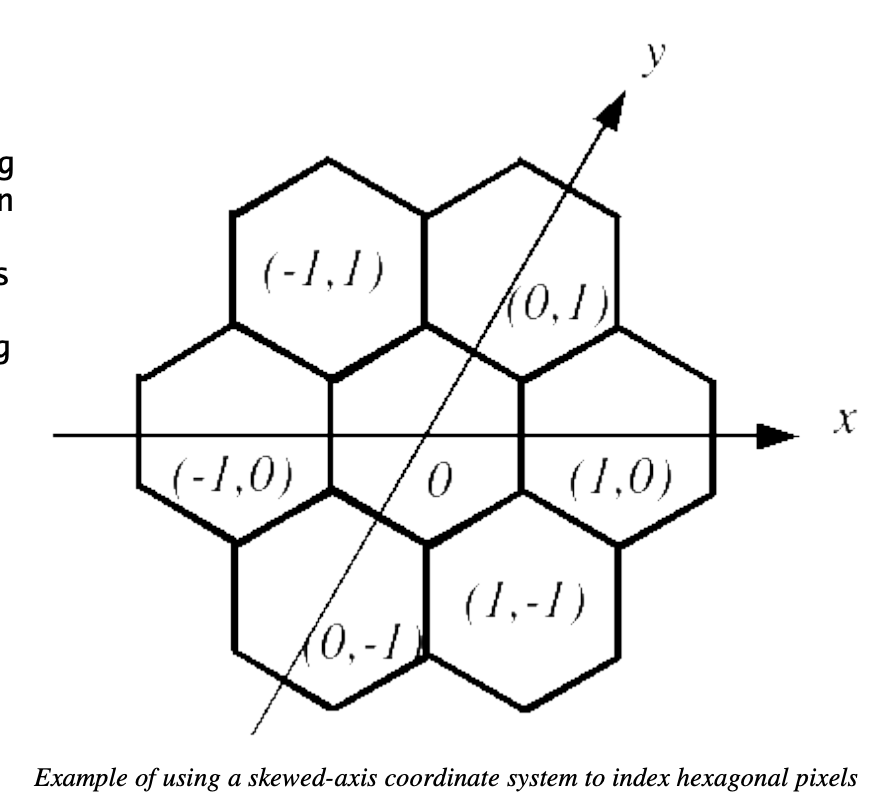 y
g
n
(-1,1)
s
(0,1)
g
x
(-1,0) 0 (1,0)
(1,-1)
(0,-1)
Example of using a skewed-axis coordinate system to index hexagonal pixels